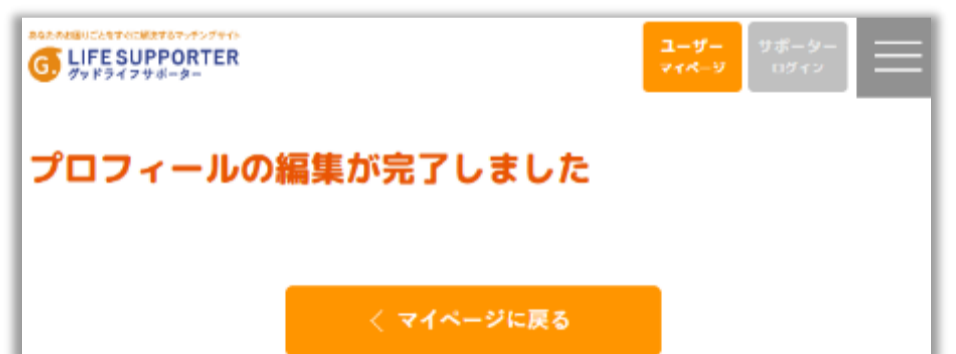 あなたのお困りごとをすぐに解決するマッチングサイト
G. LIFE SUPPORTER
グッドライフサポーター
ユーザー
マイページ
サポーター
ログイン
プロフィールの編集が完了しました
< マイページに戻る